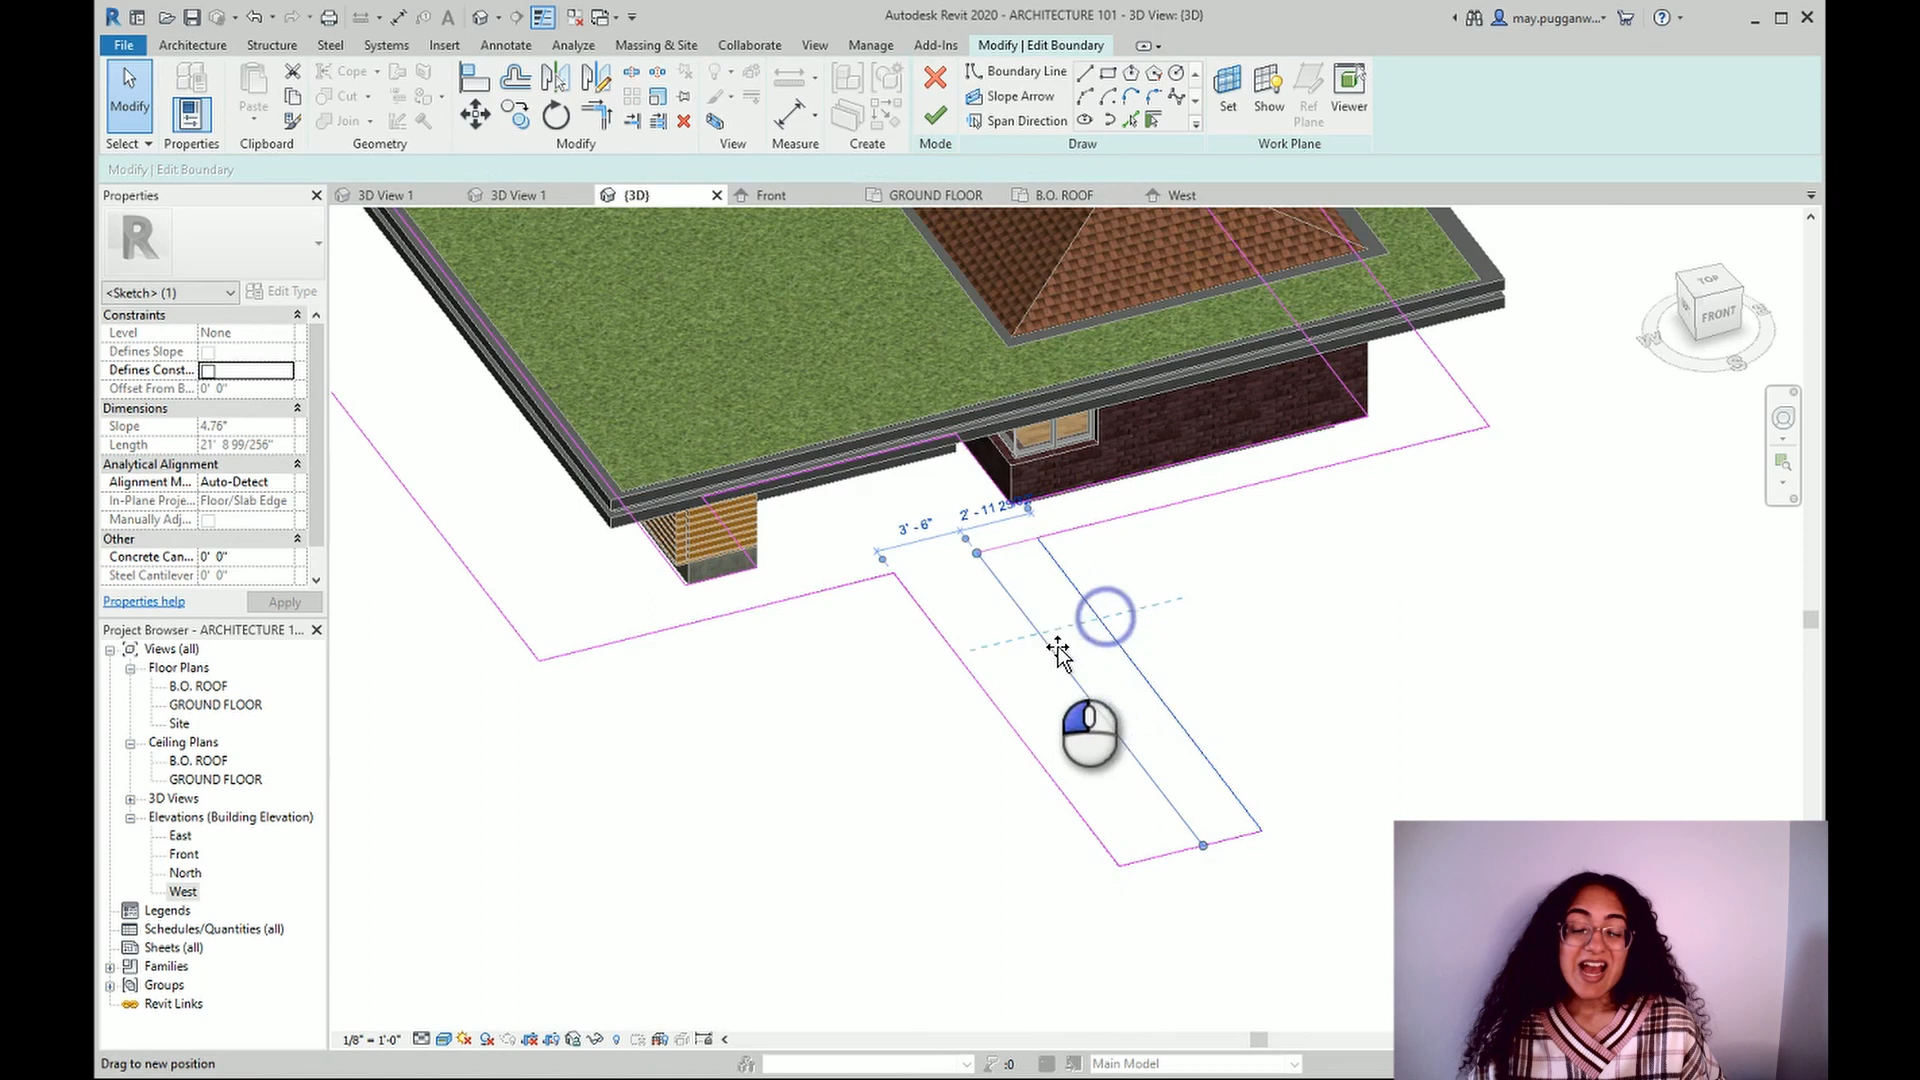 Autodesk Revit 2020 - ARCHITECTURE 101 - 3D View: {3D}
may.pugganw...
File Architecture Structure Steel Systems Insert Annotate Analyze Massing & Site Collaborate View Manage Add-Ins Modify | Edit Boundary
Modify
Paste
Cope
Cut
Join
Boundary Line
Slope Arrow
Span Direction
Set
Show
Ref Plane
Viewer
Select Properties Clipboard Geometry Modify View Measure Create Mode Draw Work Plane
Modify | Edit Boundary
Properties
3D View 1
3D View 1
{3D}
Front
GROUND FLOOR
B.O. ROOF
West
R
<Sketch> (1)
Edit Type
Constraints
Level None
Defines Slope
Defines Const...
Offset From B... 0' 0"
Dimensions
Slope 4.76°
Length 21' 8 99/256"
Analytical Alignment
Alignment M... Auto-Detect
In-Plane Proje... Floor/Slab Edge
Manually Adj...
Other
Concrete Can... 0' 0"
Steel Cantilever 0' 0"
Properties help
Apply
Project Browser - ARCHITECTURE 1...
Views (all)
Floor Plans
B.O. ROOF
GROUND FLOOR
Site
Ceiling Plans
B.O. ROOF
GROUND FLOOR
3D Views
Elevations (Building Elevation)
East
Front
North
West
Legends
Schedules/Quantities (all)
Sheets (all)
Families
Groups
Revit Links
3' - 6"
2' - 11
TOP
FRONT
W
S
1/8" = 1'-0"
Drag to new position
:0
Main Model